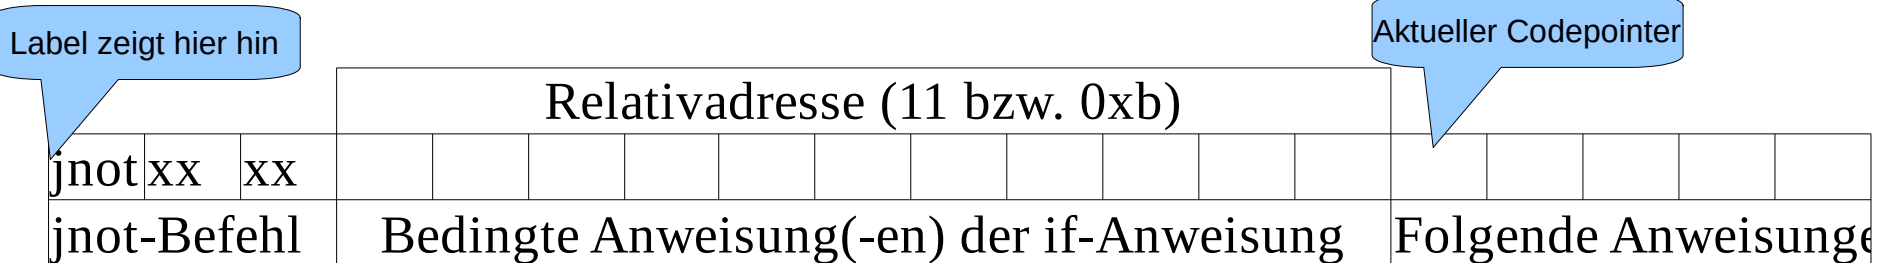 Label zeigt hier hin
Aktueller Codepointer
Relativadresse (11 bzw. 0xb)
jnot xx xx
jnot-Befehl Bedingte Anweisung(-en) der if-Anweisung Folgende Anweisunge